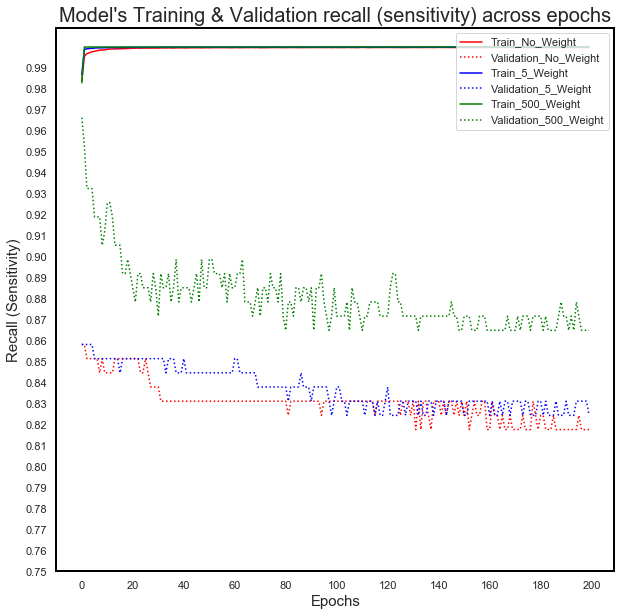 Model's Training & Validation recall (sensitivity) across epochs
Train_No_Weight
Validation_No_Weight
Train_5_Weight
Validation_5_Weight
Train_500_Weight
Validation_500_Weight
0.99
0.98
0.97
0.96
0.95
0.94
0.93
0.92
0.91
0.90
0.89
0.88
0.87
0.86
0.85
0.84
0.83
0.82
0.81
0.80
0.79
0.78
0.77
0.76
0.75
Recall (Sensitivity)
0 20 40 60 80 100 120 140 160 180 200
Epochs